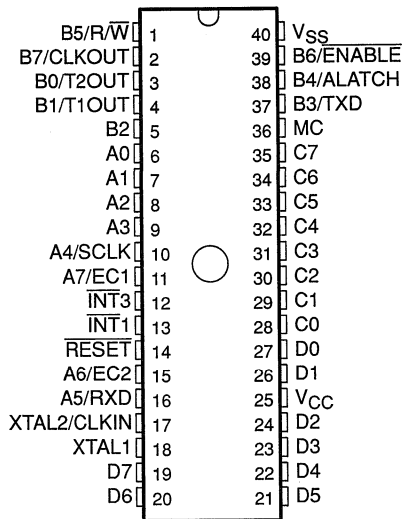 B5/R/W̅ 1 40 VSS
B7/CLKOUT 2 39 B6/E̅N̅A̅B̅L̅E̅
B0/T2OUT 3 38 B4/ALATCH
B1/T1OUT 4 37 B3/TXD
B2 5 36 MC
A0 6 35 C7
A1 7 34 C6
A2 8 33 C5
A3 9 32 C4
A4/SCLK 10 31 C3
A7/EC1 11 30 C2
I̅N̅T̅3 12 29 C1
I̅N̅T̅1 13 28 C0
R̅E̅S̅E̅T̅ 14 27 D0
A6/EC2 15 26 D1
A5/RXD 16 25 VCC
XTAL2/CLKIN 17 24 D2
XTAL1 18 23 D3
D7 19 22 D4
D6 20 21 D5